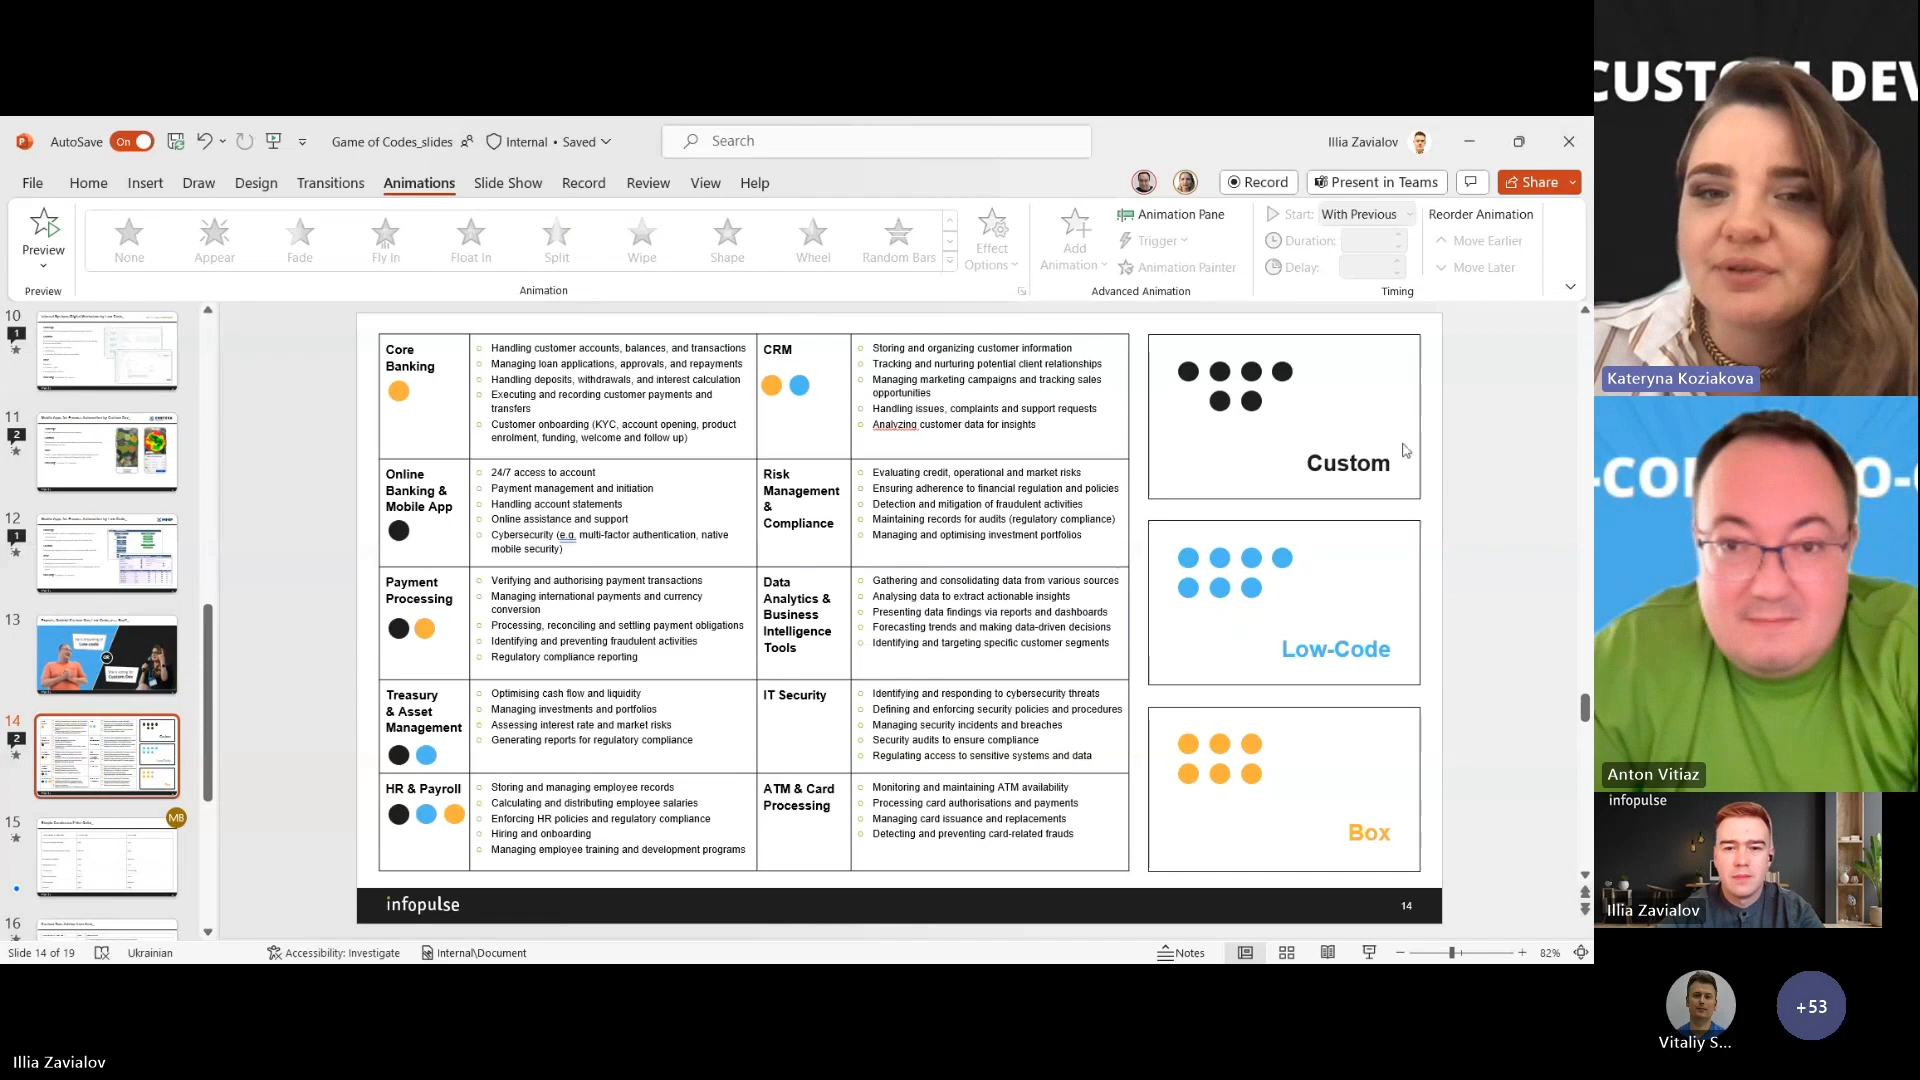 CUSTOM DEV
AutoSave On Game of Codes_slides Internal • Saved Search Illia Zavialov
File Home Insert Draw Design Transitions Animations Slide Show Record Review View Help Record Present in Teams Share
Preview
Preview
None Appear Fade Fly In Float In Split Wipe Shape Wheel Random Bars
Animation
Effect
Options
Add
Animation
Animation Pane
Trigger
Animation Painter
Advanced Animation
Start: With Previous
Duration:
Delay:
Reorder Animation
Move Earlier
Move Later
Timing
10
1
11
2
12
1
13
14
2
15
MB
16
Core
Banking
Handling customer accounts, balances, and transactions
Managing loan applications, approvals, and repayments
Handling deposits, withdrawals, and interest calculation
Executing and recording customer payments and
transfers
Customer onboarding (KYC, account opening, product
enrolment, funding, welcome and follow up)
CRM
Storing and organizing customer information
Tracking and nurturing potential client relationships
Managing marketing campaigns and tracking sales
opportunities
Handling issues, complaints and support requests
Analyzing customer data for insights
Online
Banking &
Mobile App
24/7 access to account
Payment management and initiation
Handling account statements
Online assistance and support
Cybersecurity (e.g. multi-factor authentication, native
mobile security)
Risk
Management
&
Compliance
Evaluating credit, operational and market risks
Ensuring adherence to financial regulation and policies
Detection and mitigation of fraudulent activities
Maintaining records for audits (regulatory compliance)
Managing and optimising investment portfolios
Payment
Processing
Verifying and authorising payment transactions
Managing international payments and currency
conversion
Processing, reconciling and settling payment obligations
Identifying and preventing fraudulent activities
Regulatory compliance reporting
Data
Analytics &
Business
Intelligence
Tools
Gathering and consolidating data from various sources
Analysing data to extract actionable insights
Presenting data findings via reports and dashboards
Forecasting trends and making data-driven decisions
Identifying and targeting specific customer segments
Treasury
& Asset
Management
Optimising cash flow and liquidity
Managing investments and portfolios
Assessing interest rate and market risks
Generating reports for regulatory compliance
IT Security
Identifying and responding to cybersecurity threats
Defining and enforcing security policies and procedures
Managing security incidents and breaches
Security audits to ensure compliance
Regulating access to sensitive systems and data
HR & Payroll
Storing and managing employee records
Calculating and distributing employee salaries
Enforcing HR policies and regulatory compliance
Hiring and onboarding
Managing employee training and development programs
ATM & Card
Processing
Monitoring and maintaining ATM availability
Processing card authorisations and payments
Managing card issuance and replacements
Detecting and preventing card-related frauds
Custom
Low-Code
Box
infopulse
14
Slide 14 of 19 Ukrainian Accessibility: Investigate Internal\Document Notes 82%
Kateryna Koziakova
Anton Vitiaz
infopulse
Illia Zavialov
Vitaliy S...
+53
Illia Zavialov